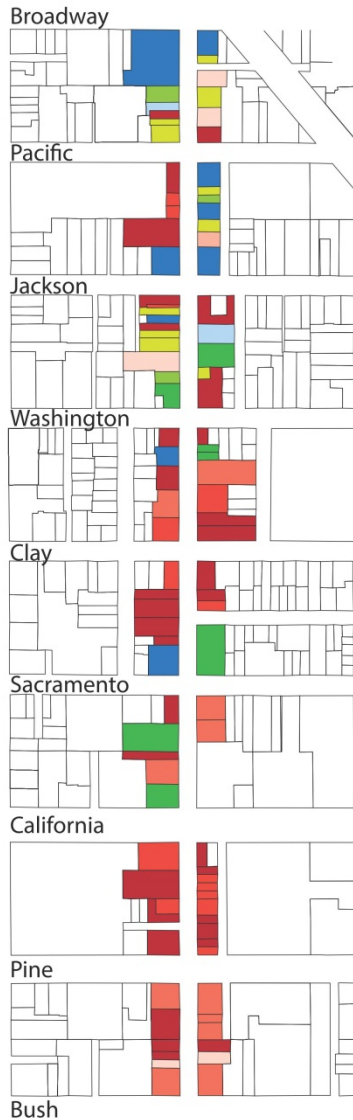 Broadway
Pacific
Jackson
Washington
Clay
Sacramento
California
Pine
Bush